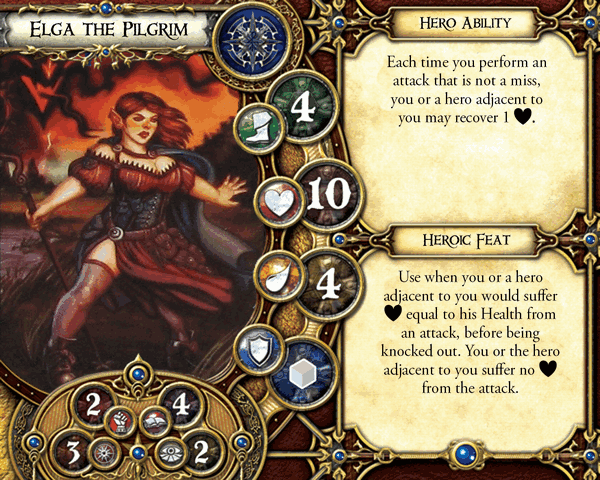 Elga the Pilgrim
4
10
4
2
4
3
2
Hero Ability
Each time you perform an
attack that is not a miss,
you or a hero adjacent to
you may recover 1 ♥.
Heroic Feat
Use when you or a hero
adjacent to you would suffer
♥ equal to his Health from
an attack, before being
knocked out. You or the hero
adjacent to you suffer no ♥
from the attack.